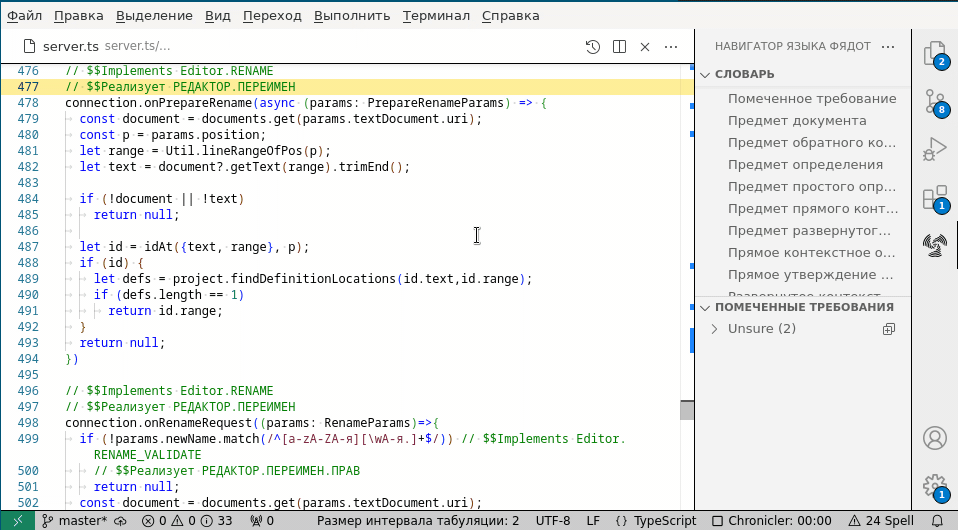 Файл Правка Выделение Вид Переход Выполнить Терминал Справка
server.ts server.ts/...
476 // $$Implements Editor.RENAME
477 // $$Реализует РЕДАКТОР.ПЕРЕИМЕН
478 connection.onPrepareRename(async (params: PrepareRenameParams) => {
479 const document = documents.get(params.textDocument.uri);
480 const p = params.position;
481 let range = Util.lineRangeOfPos(p);
482 let text = document?.getText(range).trimEnd();
483
484 if (!document || !text)
485 return null;
486
487 let id = idAt({text, range}, p);
488 if (id) {
489 let defs = project.findDefinitionLocations(id.text,id.range);
490 if (defs.length == 1)
491 return id.range;
492 }
493 return null;
494 })
495
496 // $$Implements Editor.RENAME
497 // $$Реализует РЕДАКТОР.ПЕРЕИМЕН
498 connection.onRenameRequest((params: RenameParams)=>{
499 if (!params.newName.match(/^[a-zA-ZА-я][\wА-я.]+$/)) // $$Implements Editor.
RENAME_VALIDATE
500 // $$Реализует РЕДАКТОР.ПЕРЕИМЕН.ПРАВ
501 return null;
502 const document = documents.get(params.textDocument.uri);
НАВИГАТОР ЯЗЫКА ФЯДОТ ...
СЛОВАРЬ
Помеченное требование
Предмет документа
Предмет обратного ко...
Предмет определения
Предмет простого опр...
Предмет прямого конт...
Предмет развернутог...
Прямое контекстное о...
Прямое утверждение ...
Развернутое контекст...
ПОМЕЧЕННЫЕ ТРЕБОВАНИЯ
Unsure (2)
2
8
1
1
master* 0 0 33 0 Размер интервала табуляции: 2 UTF-8 LF {} TypeScript Chronicler: 00:00 24 Spell